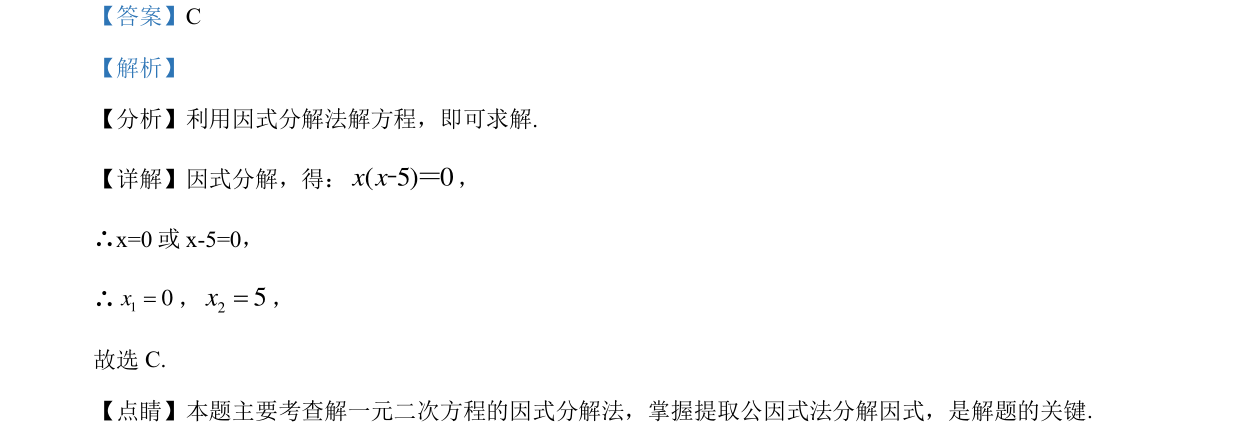 【答案】C
【解析】
【分析】利用因式分解法解方程，即可求解.
【详解】因式分解，得：x(x-5)=0，
∴x=0 或 x-5=0，
∴ x₁ = 0 ， x₂ = 5 ，
故选 C.
【点睛】本题主要考查解一元二次方程的因式分解法，掌握提取公因式法分解因式，是解题的关键.